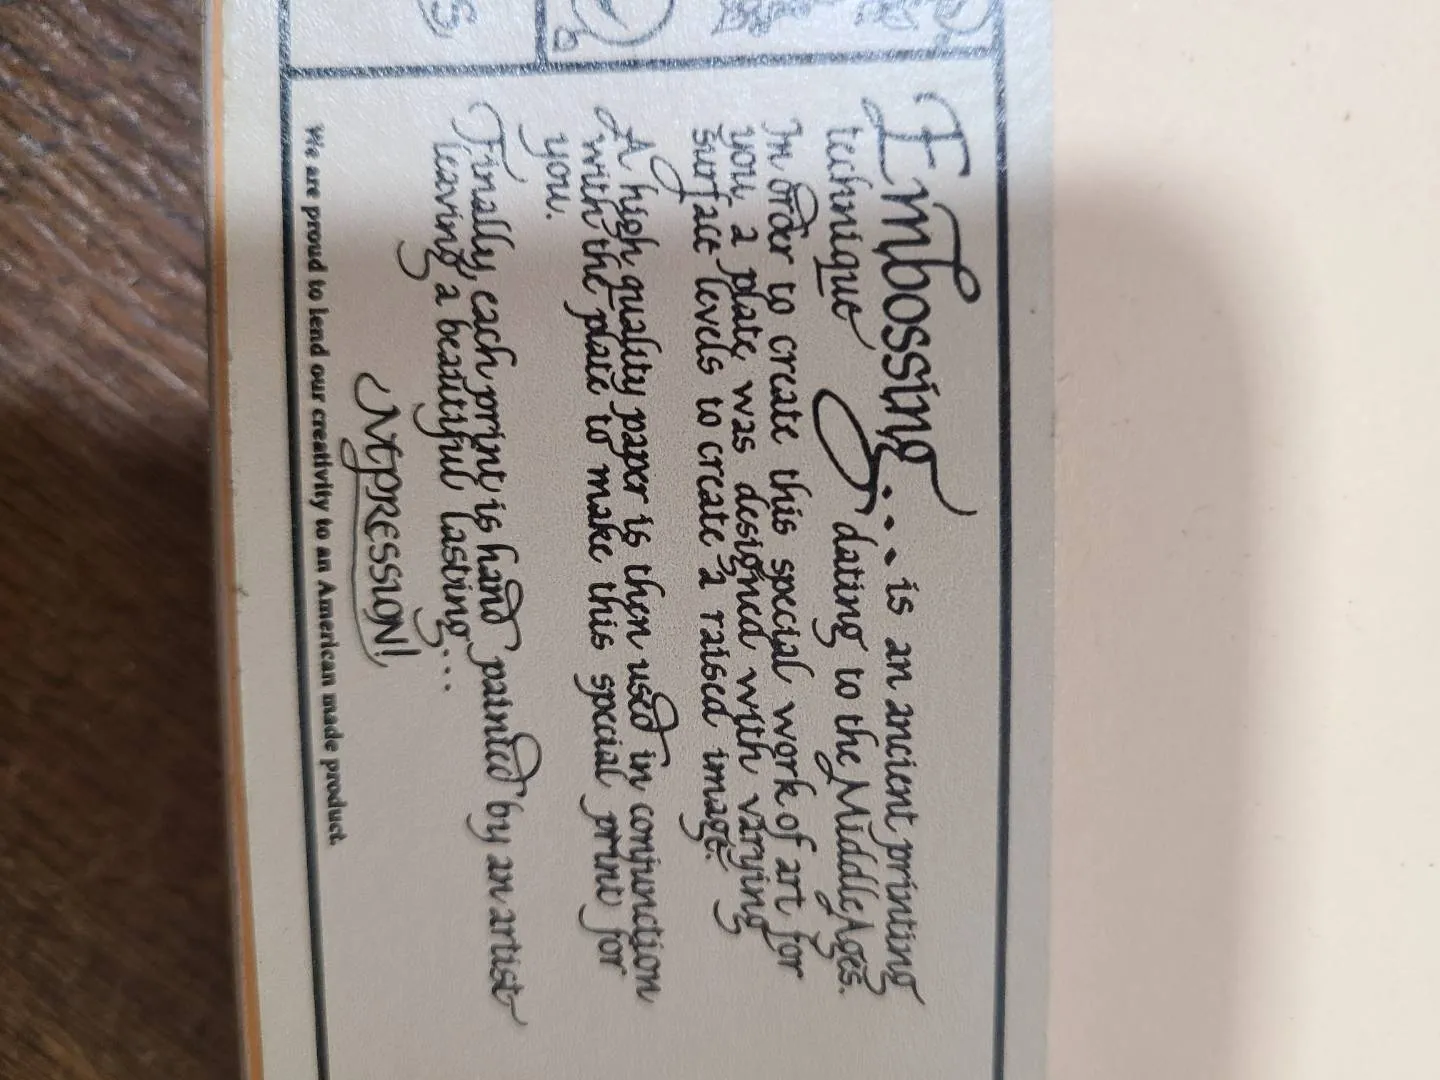 Embossing... is an ancient printing
technique dating to the Middle Ages.
In order to create this special work of art for
you, a plate was designed with varying
surface levels to create a raised image.
A high quality paper is then used in conjunction
with the plate to make this special print for
you.
Finally, each print is hand painted by an artist
leaving a beautiful lasting...
IMPRESSION!
We are proud to lend our creativity to an American made product.